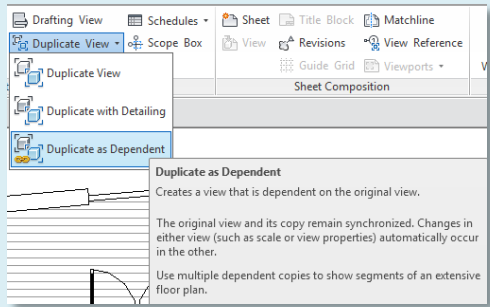 Drafting View
Schedules
Sheet
Title Block
Matchline
Duplicate View
Scope Box
View
Revisions
View Reference
Guide Grid
Viewports
Duplicate View
Sheet Composition
Duplicate with Detailing
Duplicate as Dependent
Duplicate as Dependent
Creates a view that is dependent on the original view.
The original view and its copy remain synchronized. Changes in
either view (such as scale or view properties) automatically occur
in the other.
Use multiple dependent copies to show segments of an extensive
floor plan.